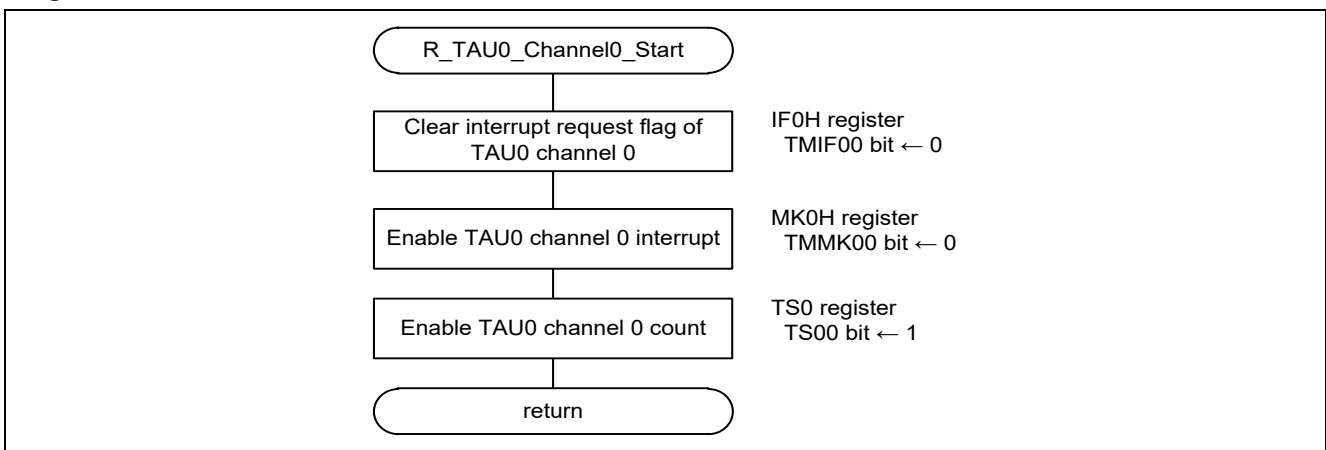 R_TAU0_Channel0_Start
Clear interrupt request flag of
TAU0 channel 0
IF0H register
TMIF00 bit ← 0
Enable TAU0 channel 0 interrupt
MK0H register
TMMK00 bit ← 0
Enable TAU0 channel 0 count
TS0 register
TS00 bit ← 1
return